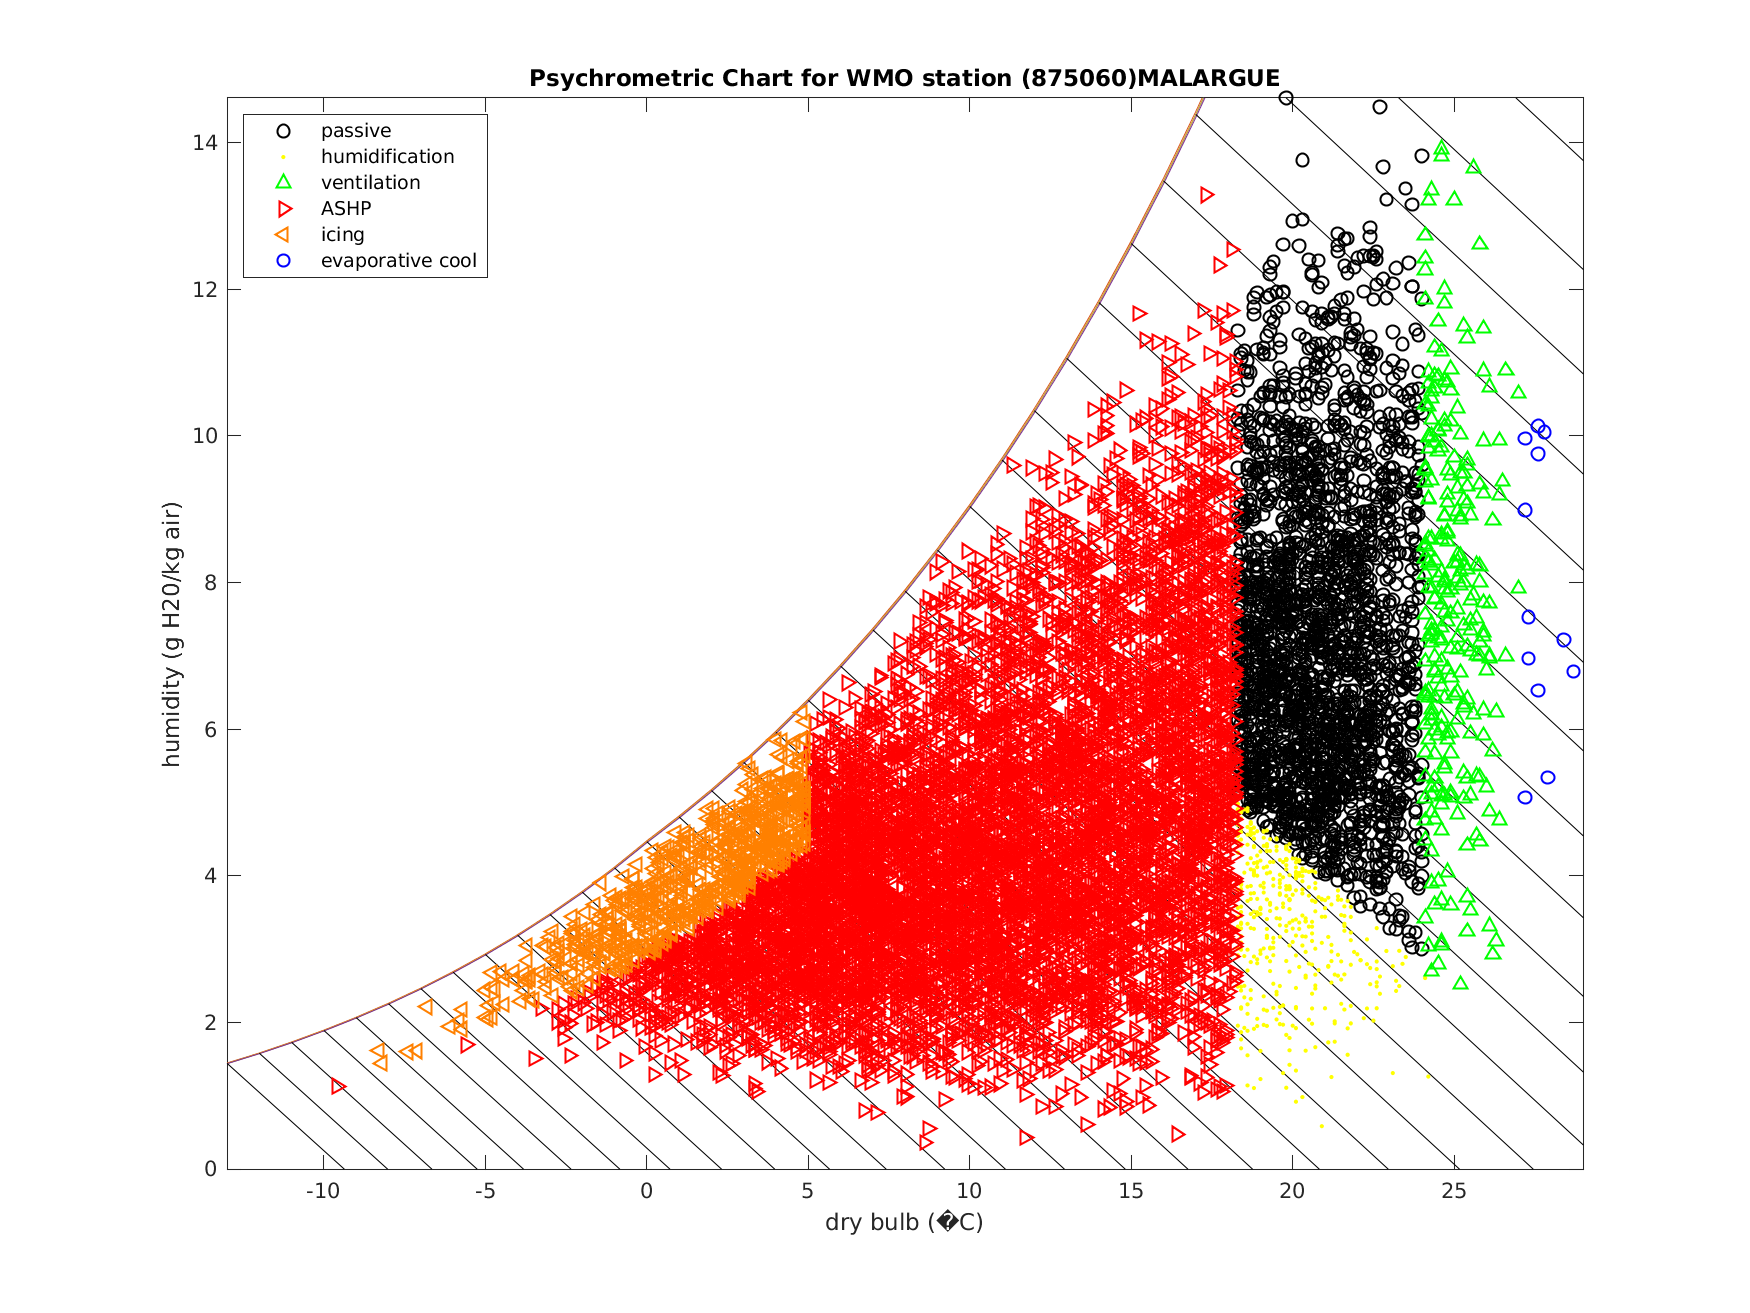 Psychrometric Chart for WMO station (875060)MALARGUE
passive
humidification
ventilation
ASHP
icing
evaporative cool
humidity (g H20/kg air)
14
12
10
8
6
4
2
0
-10 -5 0 5 10 15 20 25
dry bulb (�C)